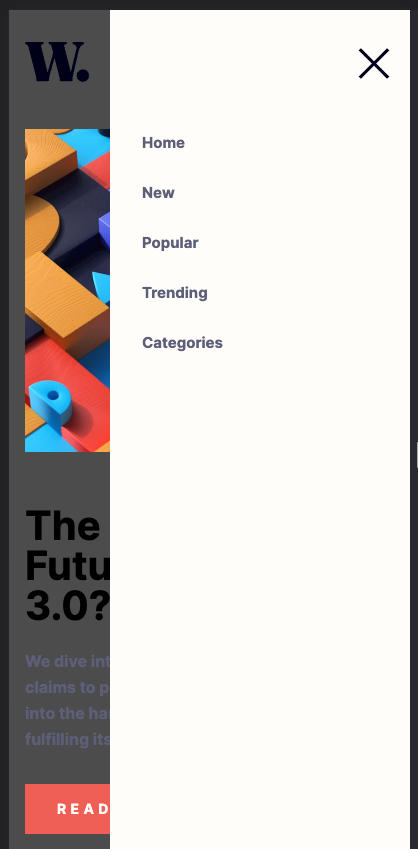 W.
Home
New
Popular
Trending
Categories
The
Futu
3.0?
We dive int
claims to p
into the ha
fulfilling its
READ